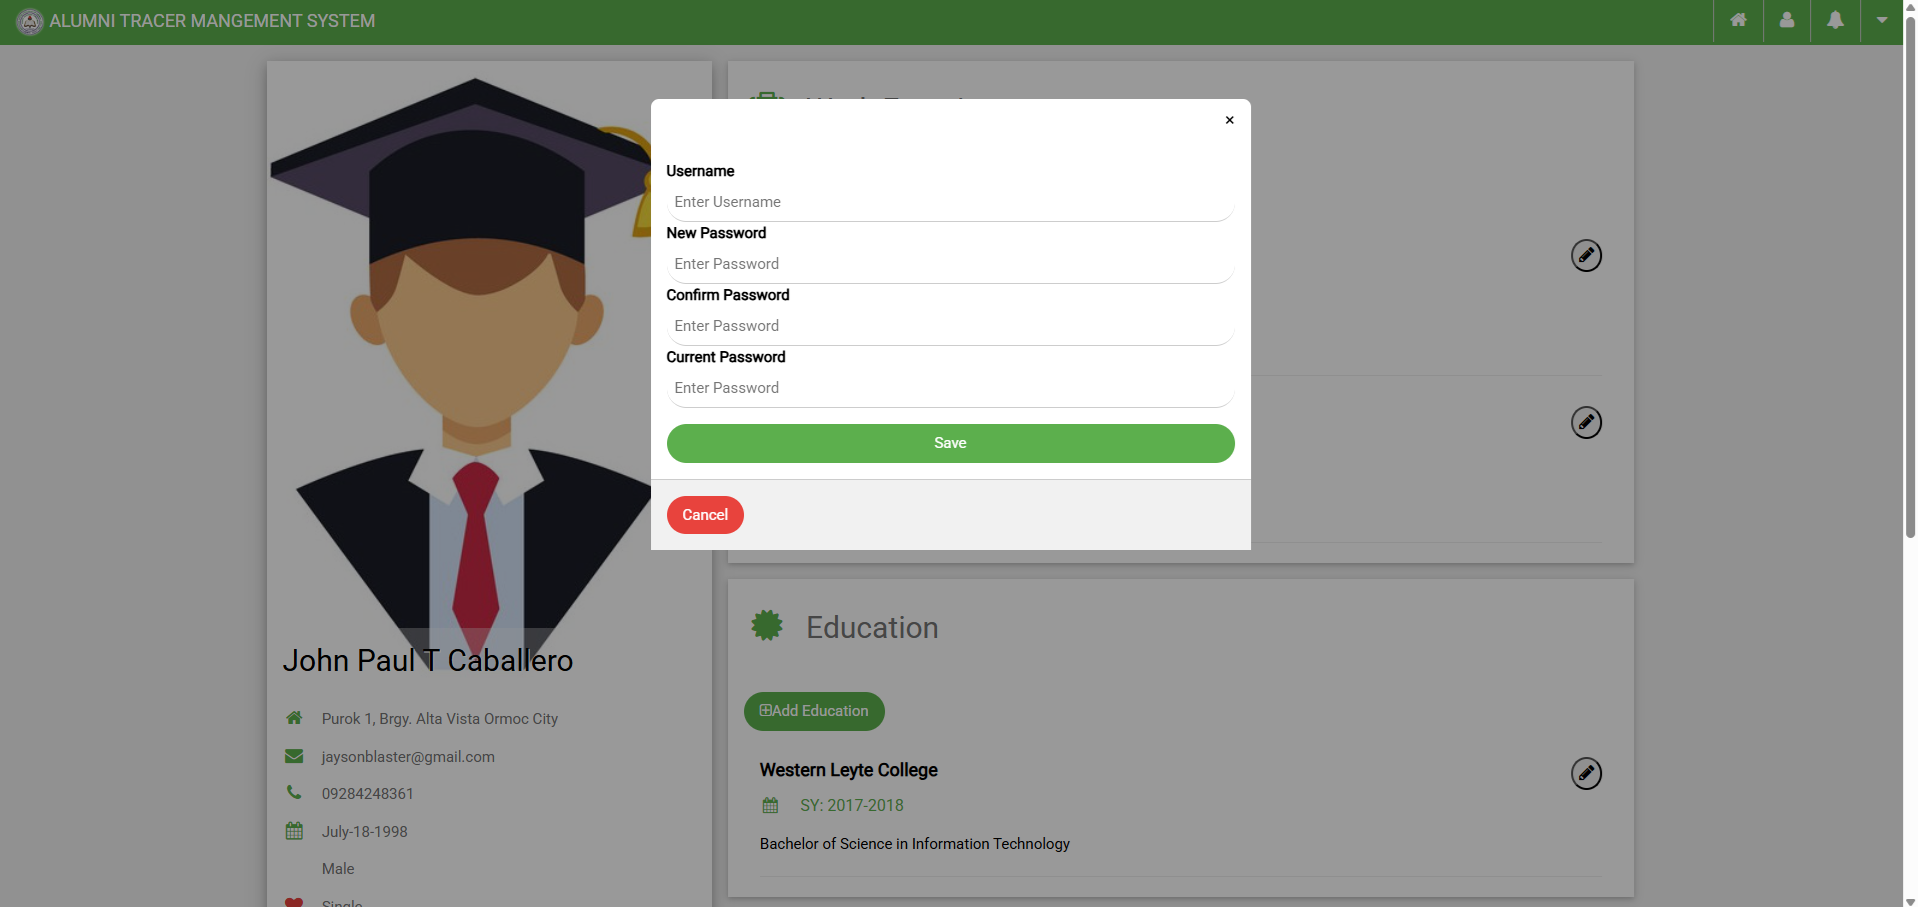 ALUMNI TRACER MANGEMENT SYSTEM
×
Username
Enter Username
New Password
Enter Password
Confirm Password
Enter Password
Current Password
Enter Password
Save
Cancel
John Paul T Caballero
Purok 1, Brgy. Alta Vista Ormoc City
jaysonblaster@gmail.com
09284248361
July-18-1998
Male
Single
Education
Add Education
Western Leyte College
SY: 2017-2018
Bachelor of Science in Information Technology